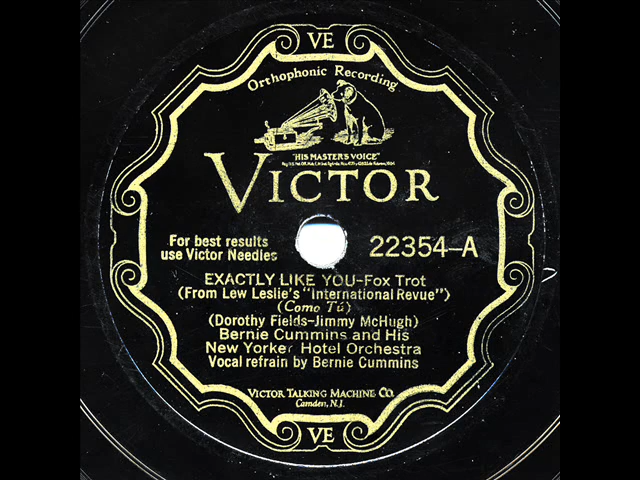 VE
Orthophonic Recording
"HIS MASTER'S VOICE"
VICTOR
For best results
use Victor Needles
22354-A
EXACTLY LIKE YOU-Fox Trot
(From Lew Leslie's "International Revue")
(Como Tú)
(Dorothy Fields-Jimmy McHugh)
Bernie Cummins and His
New Yorker Hotel Orchestra
Vocal refrain by Bernie Cummins
VICTOR TALKING MACHINE CO.
Camden, N.J.
VE